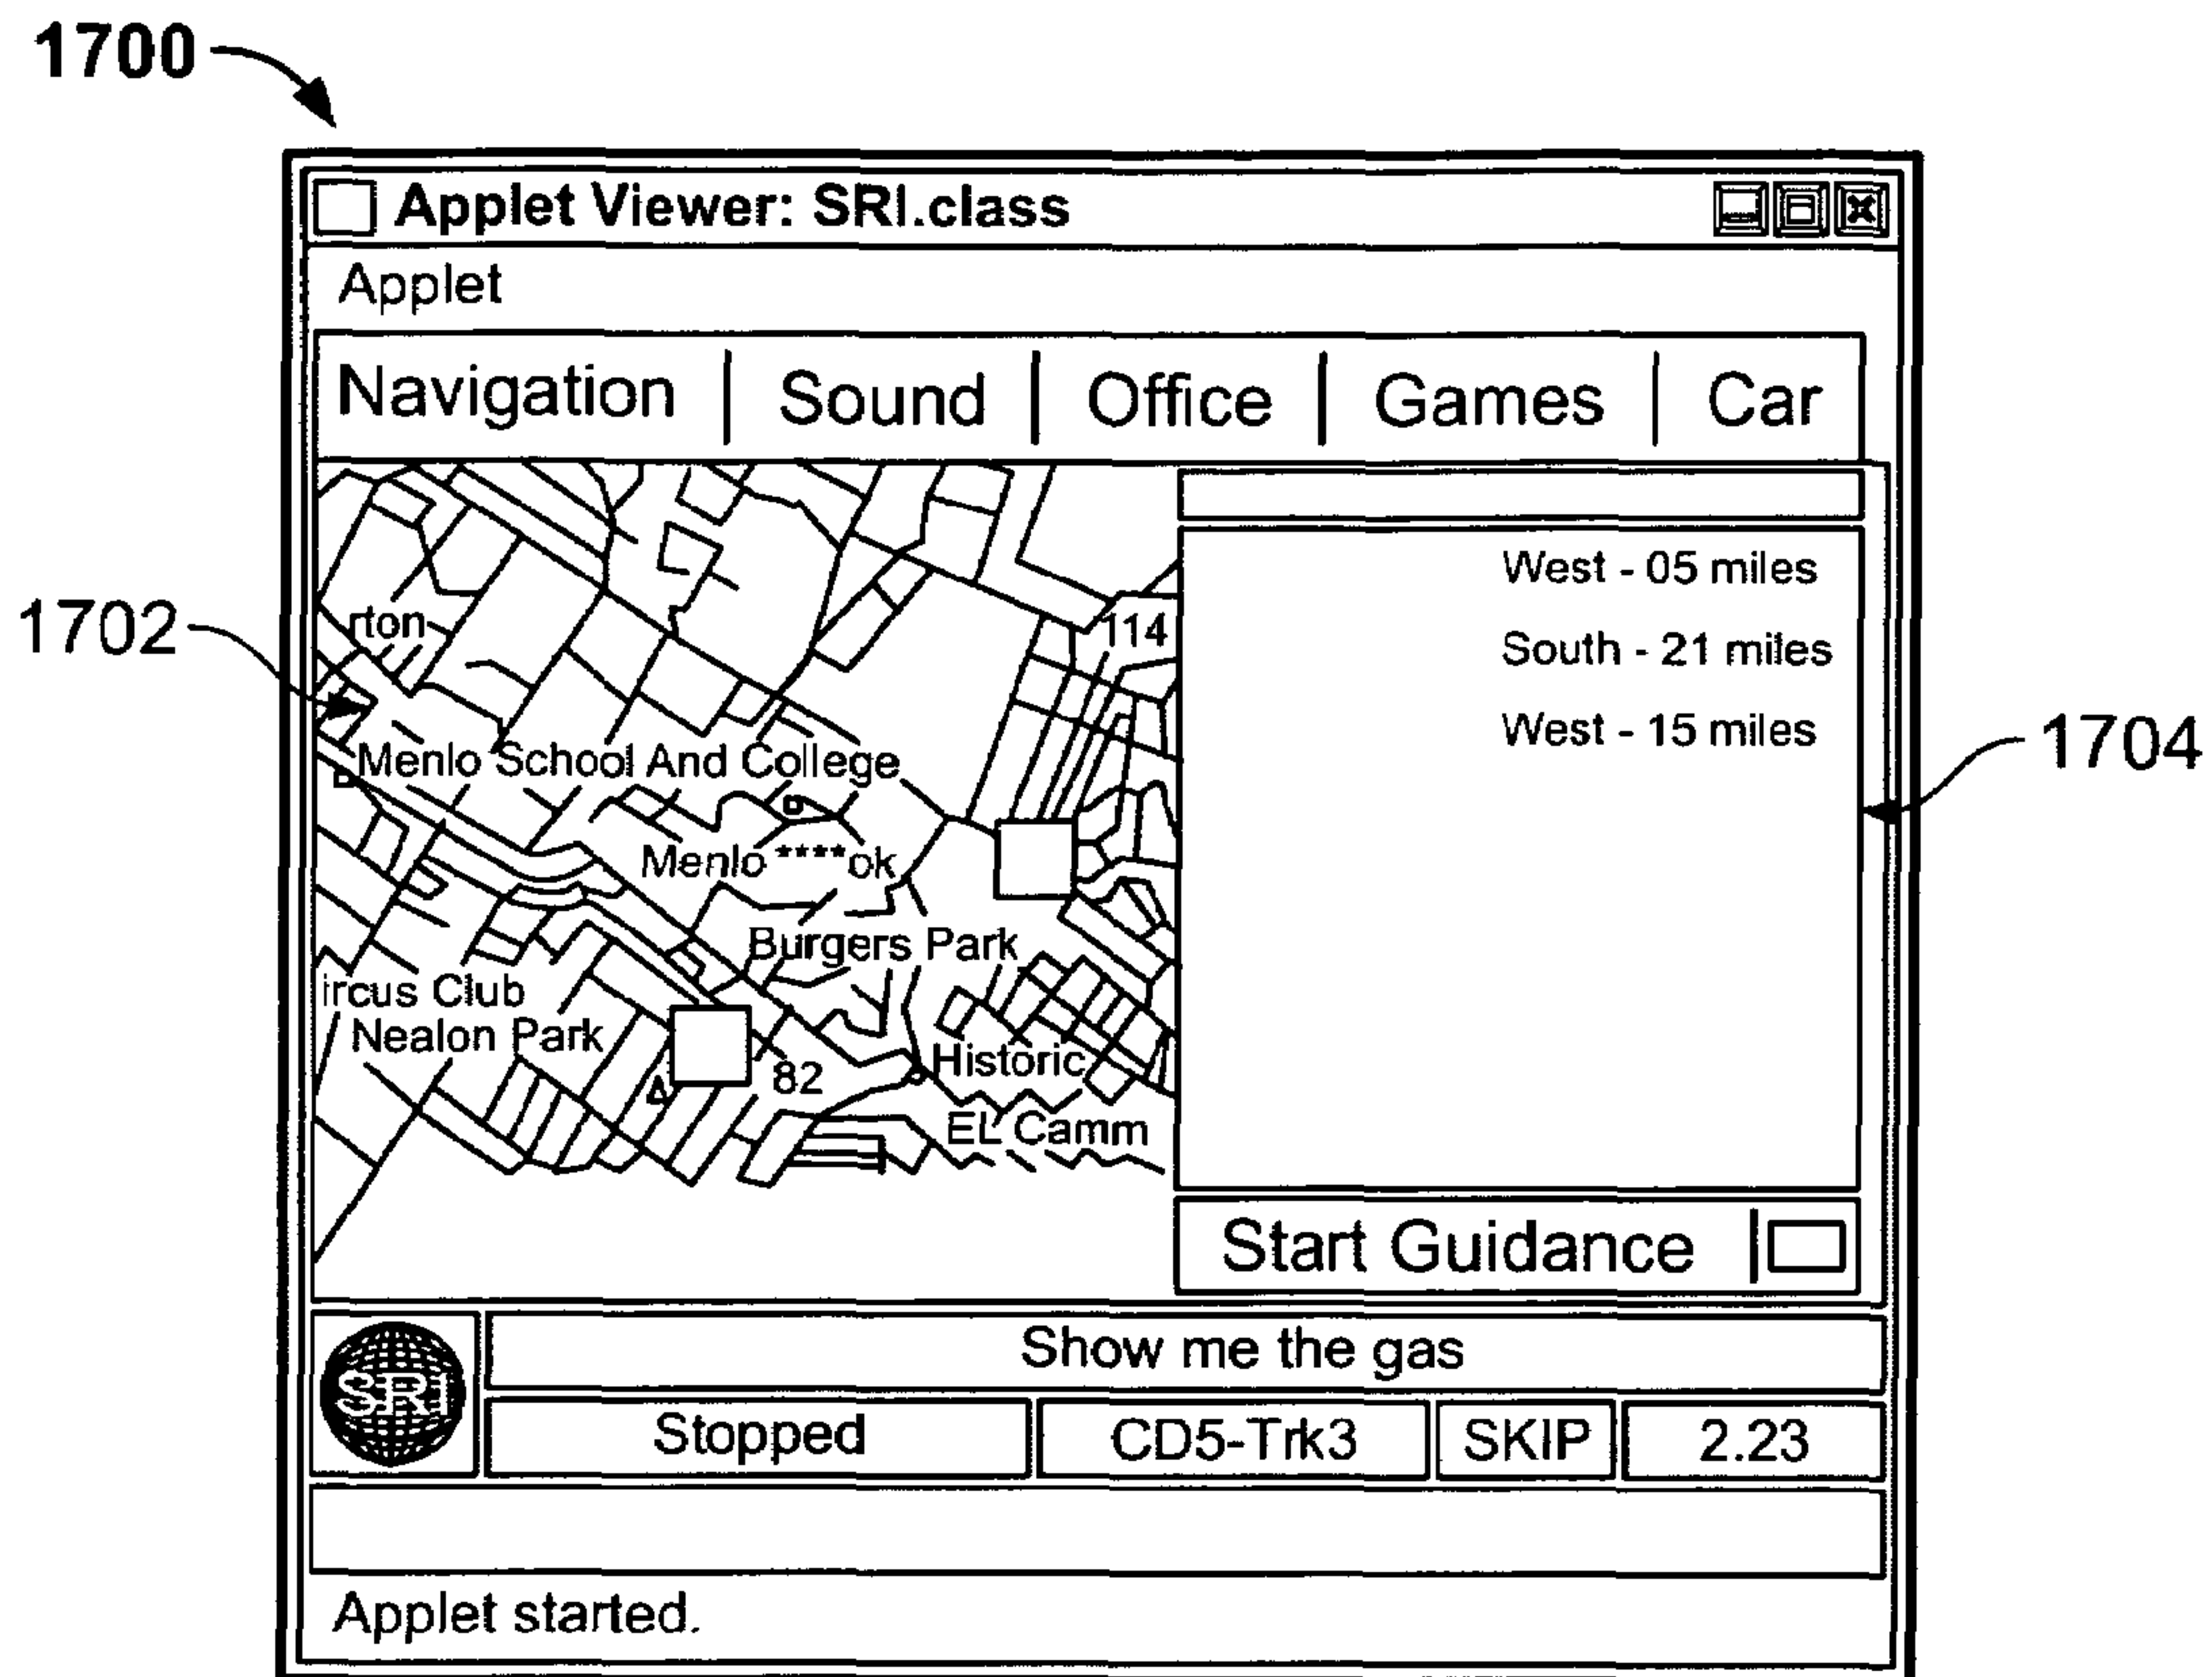 1700
Applet Viewer: SRI.class
Applet
Navigation | Sound | Office | Games | Car
West - 05 miles
1702
rton
114
South - 21 miles
West - 15 miles
1704
Menlo School And College
Menlo ****ok
Burgers Park
ircus Club
Nealon Park
82
Historic
EL Camm
Start Guidance
SRI
Show me the gas
Stopped
CD5-Trk3
SKIP
2.23
Applet started.